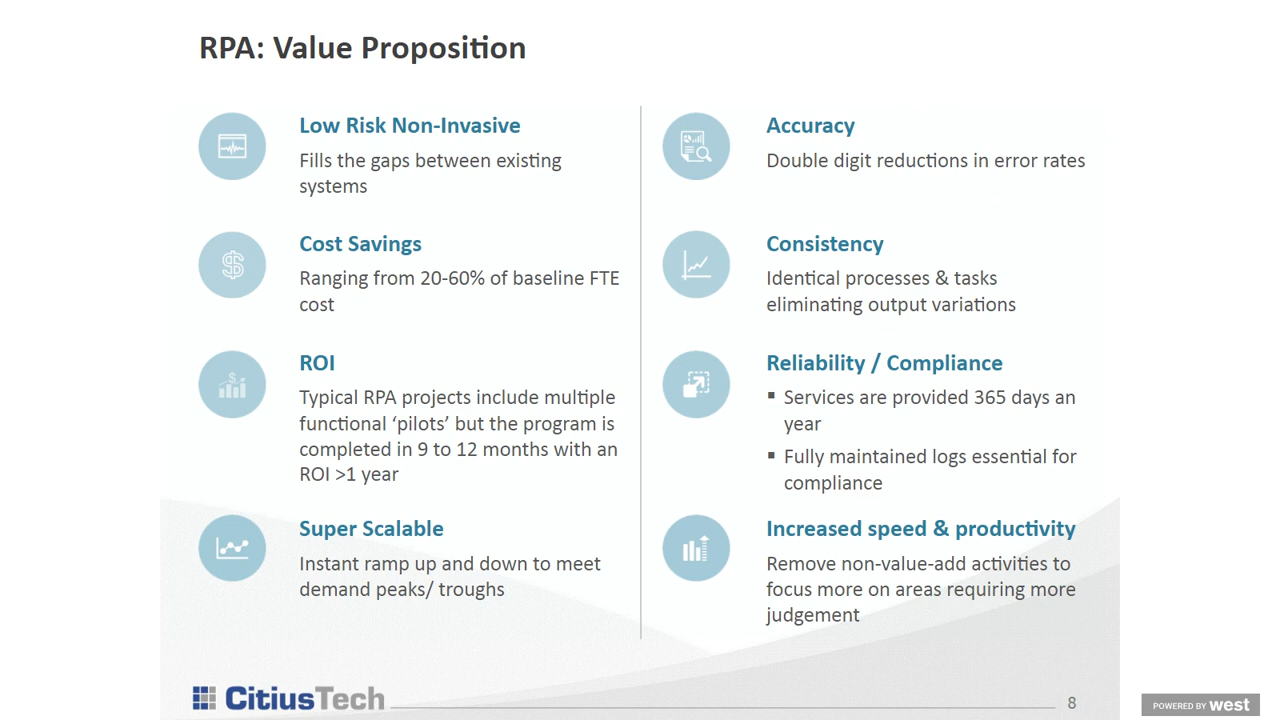 RPA: Value Proposition
Low Risk Non-Invasive
Fills the gaps between existing
systems
Cost Savings
Ranging from 20-60% of baseline FTE
cost
ROI
Typical RPA projects include multiple
functional ‘pilots’ but the program is
completed in 9 to 12 months with an
ROI >1 year
Super Scalable
Instant ramp up and down to meet
demand peaks/ troughs
Accuracy
Double digit reductions in error rates
Consistency
Identical processes & tasks
eliminating output variations
Reliability / Compliance
▪ Services are provided 365 days an
year
▪ Fully maintained logs essential for
compliance
Increased speed & productivity
Remove non-value-add activities to
focus more on areas requiring more
judgement
CitiusTech
8
POWERED BY west